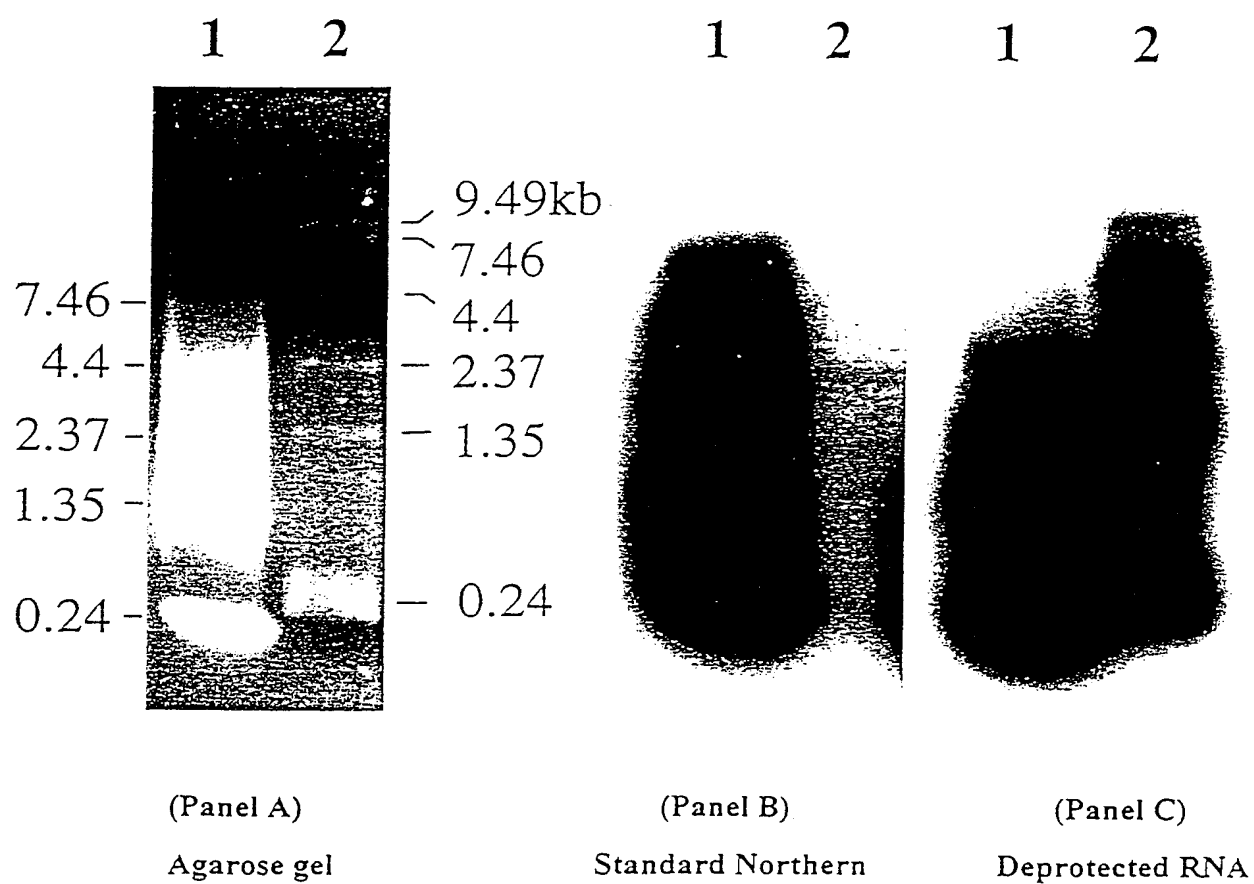 1 2
1 2
1 2
9.49kb
7.46
4.4
2.37
1.35
0.24
7.46
4.4
2.37
1.35
0.24
(Panel A)
Agarose gel
(Panel B)
Standard Northern
(Panel C)
Deprotected RNA